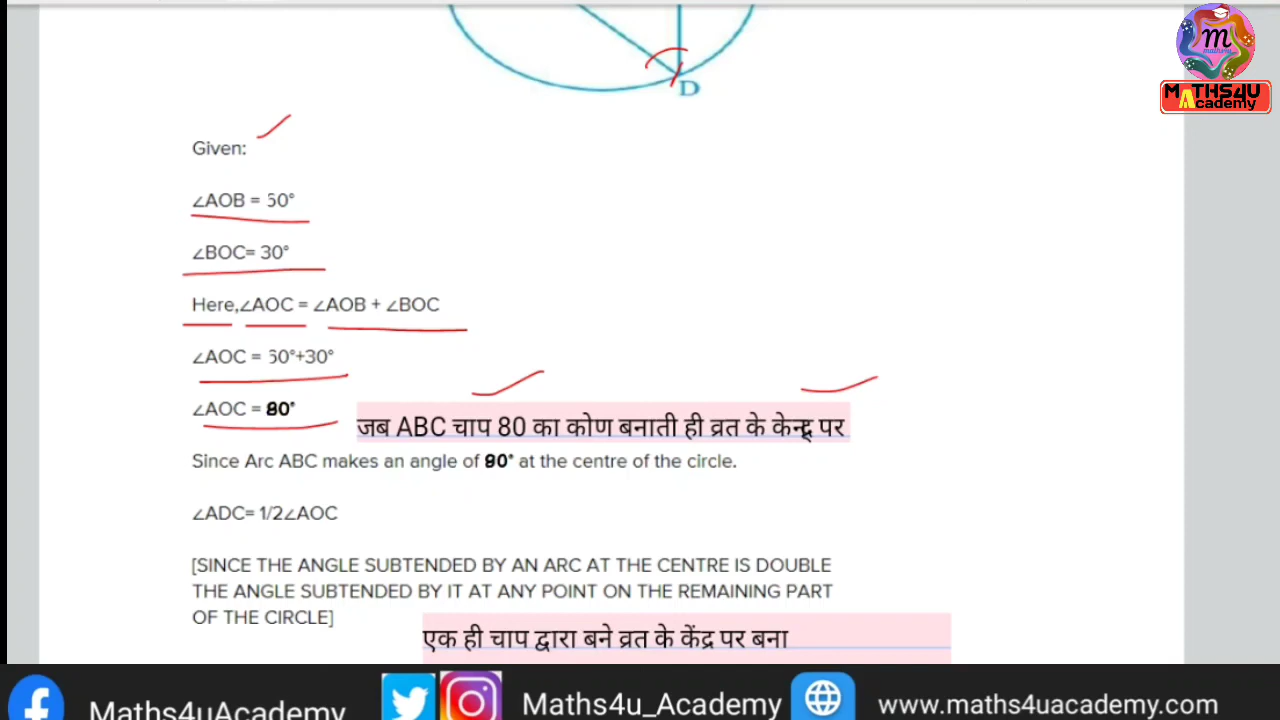 m
maths4u
MATHS4U
Academy
D
Given:
∠AOB = 50°
∠BOC= 30°
Here,∠AOC = ∠AOB + ∠BOC
∠AOC = 50°+30°
∠AOC = 80°
जब ABC चाप 80 का कोण बनाती ही व्रत के केन्द्र पर
Since Arc ABC makes an angle of 80° at the centre of the circle.
∠ADC= 1/2∠AOC
[SINCE THE ANGLE SUBTENDED BY AN ARC AT THE CENTRE IS DOUBLE
THE ANGLE SUBTENDED BY IT AT ANY POINT ON THE REMAINING PART
OF THE CIRCLE]
एक ही चाप द्वारा बने व्रत के केंद्र पर बना
Maths4uAcademy
Maths4u_Academy
www.maths4uacademy.com